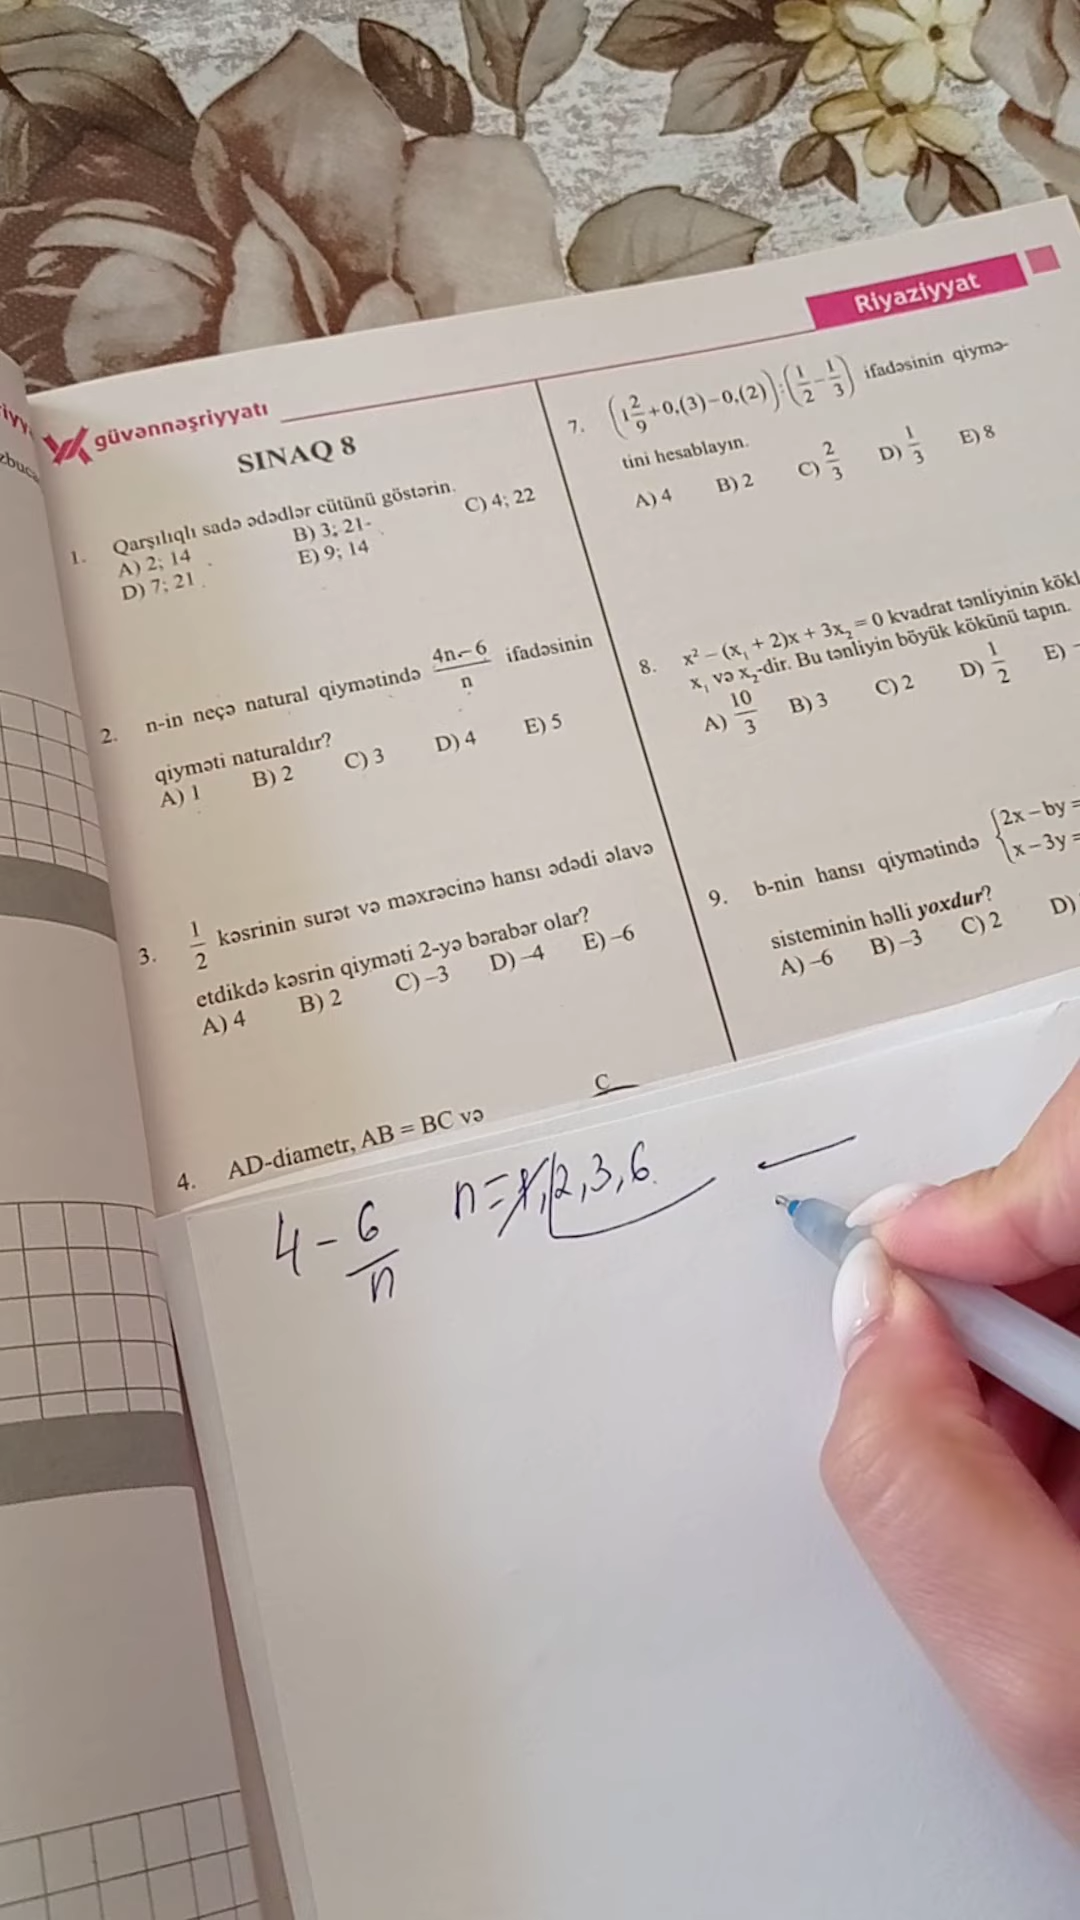 Riyaziyyat
güvənnəşriyyatı
SINAQ 8
1. Qarşılıqlı sadə ədədlər cütünü göstərin.
A) 2; 14 B) 3; 21 C) 4; 22
D) 7; 21 E) 9; 14
2. n-in neçə natural qiymətində (4n-6)/n ifadəsinin
qiyməti naturaldır?
A) 1 B) 2 C) 3 D) 4 E) 5
3. 1/2 kəsrinin surət və məxrəcinə hansı ədədi əlavə
etdikdə kəsrin qiyməti 2-yə bərabər olar?
A) 4 B) 2 C) –3 D) –4 E) –6
4. AD-diametr, AB = BC və
C
7. (1 2/9 + 0,(3) – 0,(2)) : (1/2 – 1/3) ifadəsinin qiymə-
tini hesablayın.
A) 4 B) 2 C) 2/3 D) 1/3 E) 8
8. x² – (x₁ + 2)x + 3x₂ = 0 kvadrat tənliyinin kökl
x₁ və x₂-dir. Bu tənliyin böyük kökünü tapın.
A) 10/3 B) 3 C) 2 D) 1/2 E) –
9. b-nin hansı qiymətində {2x – by =
x – 3y =
sisteminin həlli yoxdur?
A) –6 B) –3 C) 2 D)
4 – 6/n n = 1, 2, 3, 6